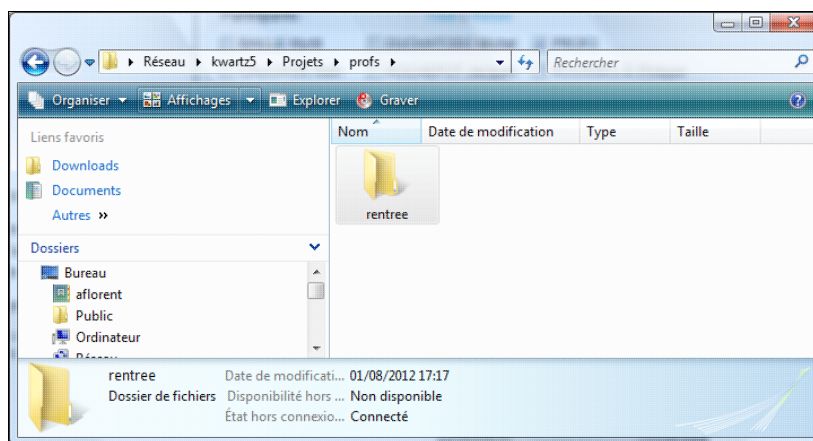 Réseau ▸ kwartz5 ▸ Projets ▸ profs ▸
Rechercher
Organiser Affichages Explorer Graver
Liens favoris
Downloads
Documents
Autres »
Dossiers
Bureau
aflorent
Public
Ordinateur
Réseau
Nom Date de modification Type Taille
rentree
rentree Date de modificati... 01/08/2012 17:17
Dossier de fichiers Disponibilité hors ... Non disponible
État hors connexio... Connecté